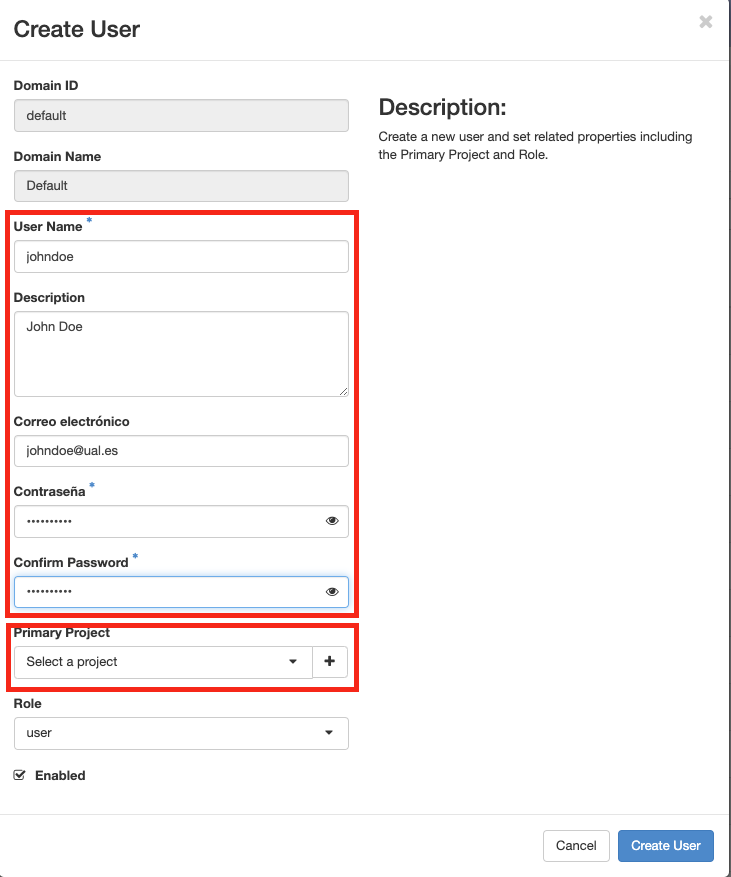 Create User
×
Domain ID
default
Domain Name
Default
User Name *
johndoe
Description
John Doe
Correo electrónico
johndoe@ual.es
Contraseña *
••••••••••
Confirm Password *
••••••••••
Primary Project
Select a project
Role
user
Enabled
Description:
Create a new user and set related properties including
the Primary Project and Role.
Cancel
Create User